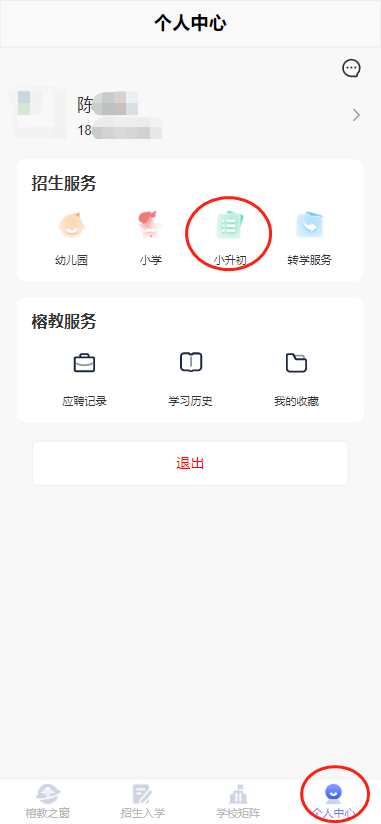 个人中心
陈
18
招生服务
幼儿园 小学 小升初 转学服务
榕教服务
应聘记录 学习历史 我的收藏
退出
榕教之窗 招生入学 学校矩阵 个人中心